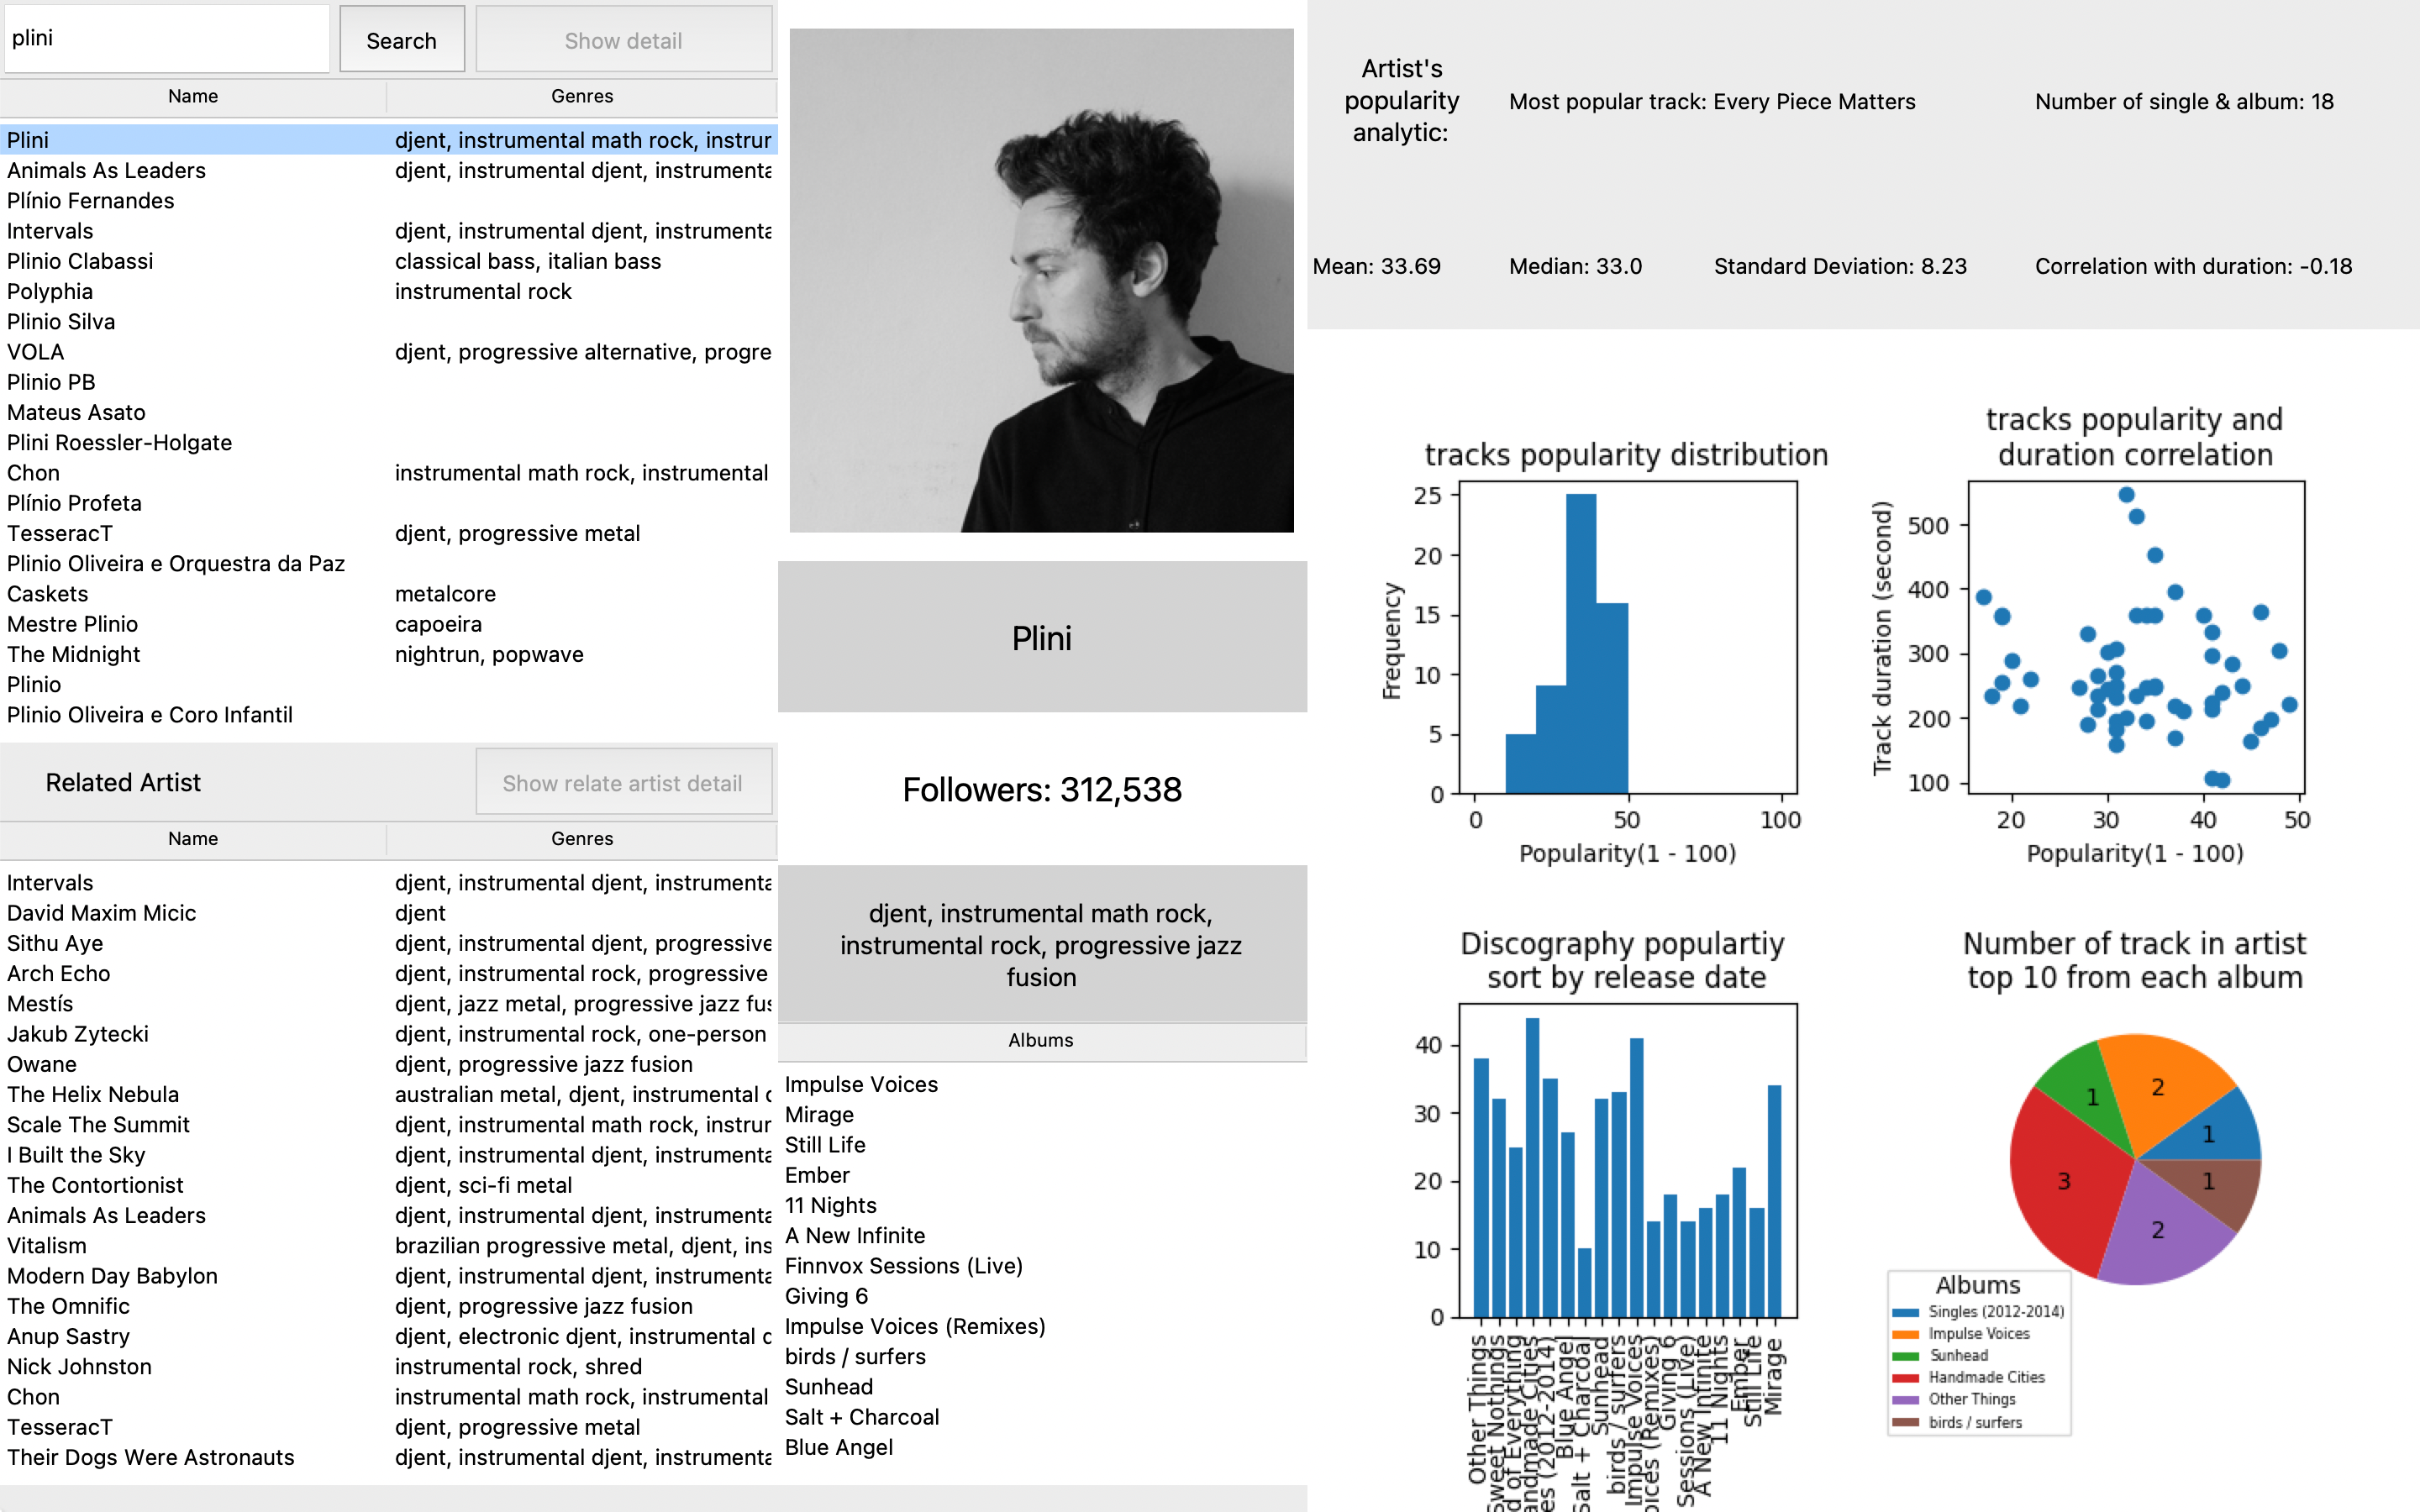 plini
Search
Show detail
Name Genres
Plini djent, instrumental math rock, instrur
Animals As Leaders djent, instrumental djent, instrumenta
Plínio Fernandes
Intervals djent, instrumental djent, instrumenta
Plinio Clabassi classical bass, italian bass
Polyphia instrumental rock
Plinio Silva
VOLA djent, progressive alternative, progre
Plinio PB
Mateus Asato
Plini Roessler-Holgate
Chon instrumental math rock, instrumental
Plínio Profeta
TesseracT djent, progressive metal
Plinio Oliveira e Orquestra da Paz
Caskets metalcore
Mestre Plinio capoeira
The Midnight nightrun, popwave
Plinio
Plinio Oliveira e Coro Infantil
Related Artist
Show relate artist detail
Name Genres
Intervals djent, instrumental djent, instrumenta
David Maxim Micic djent
Sithu Aye djent, instrumental djent, progressive
Arch Echo djent, instrumental rock, progressive
Mestís djent, jazz metal, progressive jazz fus
Jakub Zytecki djent, instrumental rock, one-person
Owane djent, progressive jazz fusion
The Helix Nebula australian metal, djent, instrumental d
Scale The Summit djent, instrumental math rock, instrur
I Built the Sky djent, instrumental djent, instrumenta
The Contortionist djent, sci-fi metal
Animals As Leaders djent, instrumental djent, instrumenta
Vitalism brazilian progressive metal, djent, ins
Modern Day Babylon djent, instrumental djent, instrumenta
The Omnific djent, progressive jazz fusion
Anup Sastry djent, electronic djent, instrumental d
Nick Johnston instrumental rock, shred
Chon instrumental math rock, instrumental
TesseracT djent, progressive metal
Their Dogs Were Astronauts djent, instrumental djent, instrumenta
Plini
Followers: 312,538
djent, instrumental math rock,
instrumental rock, progressive jazz
fusion
Albums
Impulse Voices
Mirage
Still Life
Ember
11 Nights
A New Infinite
Finnvox Sessions (Live)
Giving 6
Impulse Voices (Remixes)
birds / surfers
Sunhead
Salt + Charcoal
Blue Angel
Artist's
popularity
analytic:
Most popular track: Every Piece Matters
Number of single & album: 18
Mean: 33.69
Median: 33.0
Standard Deviation: 8.23
Correlation with duration: -0.18
tracks popularity distribution
Frequency
25
20
15
10
5
0
0 50 100
Popularity(1 - 100)
tracks popularity and
duration correlation
Track duration (second)
500
400
300
200
100
20 30 40 50
Popularity(1 - 100)
Discography populartiy
sort by release date
40
30
20
10
0
Other Things
Sweet Nothings
d of Everything
andmade Cities
es (2012-2014)
Blue Angel
Salt + Charcoal
Sunhead
birds / surfers
Impulse Voices
oices (Remixes)
Giving 6
Sessions (Live)
A New Infinite
11 Nights
Ember
Still Life
Mirage
Number of track in artist
top 10 from each album
1
2
1
3
2
1
Albums
Singles (2012-2014)
Impulse Voices
Sunhead
Handmade Cities
Other Things
birds / surfers